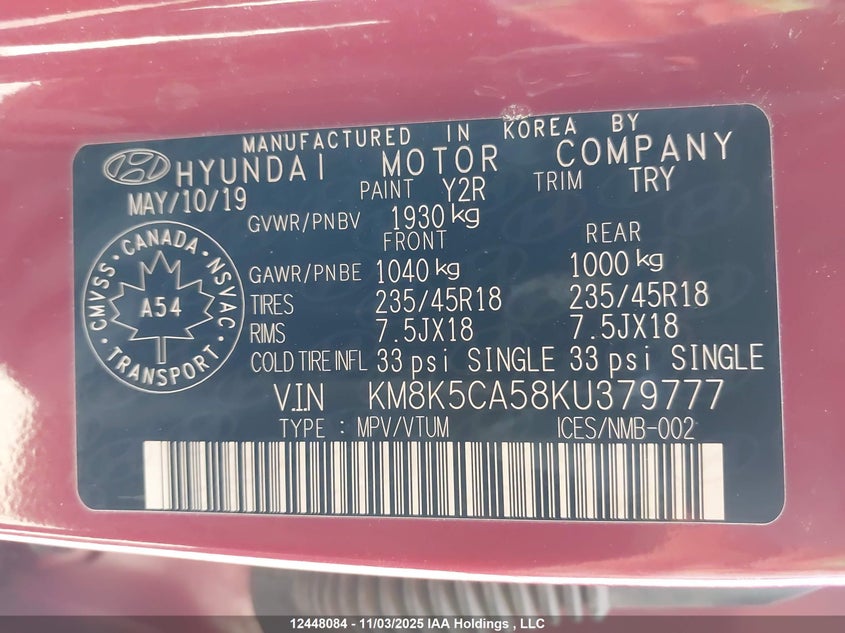 MANUFACTURED IN KOREA BY
HYUNDAI MOTOR COMPANY
MAY/10/19 PAINT Y2R TRIM TRY
GVWR/PNBV 1930 kg
FRONT REAR
GAWR/PNBE 1040 kg 1000 kg
TIRES 235/45R18 235/45R18
RIMS 7.5JX18 7.5JX18
COLD TIRE INFL 33 psi SINGLE 33 psi SINGLE
V.I.N KM8K5CA58KU379777
TYPE : MPV/VTUM ICES/NMB-002
CMVSS · CANADA · NSVAC
A54
TRANSPORT
12448084 - 11/03/2025 IAA Holdings , LLC